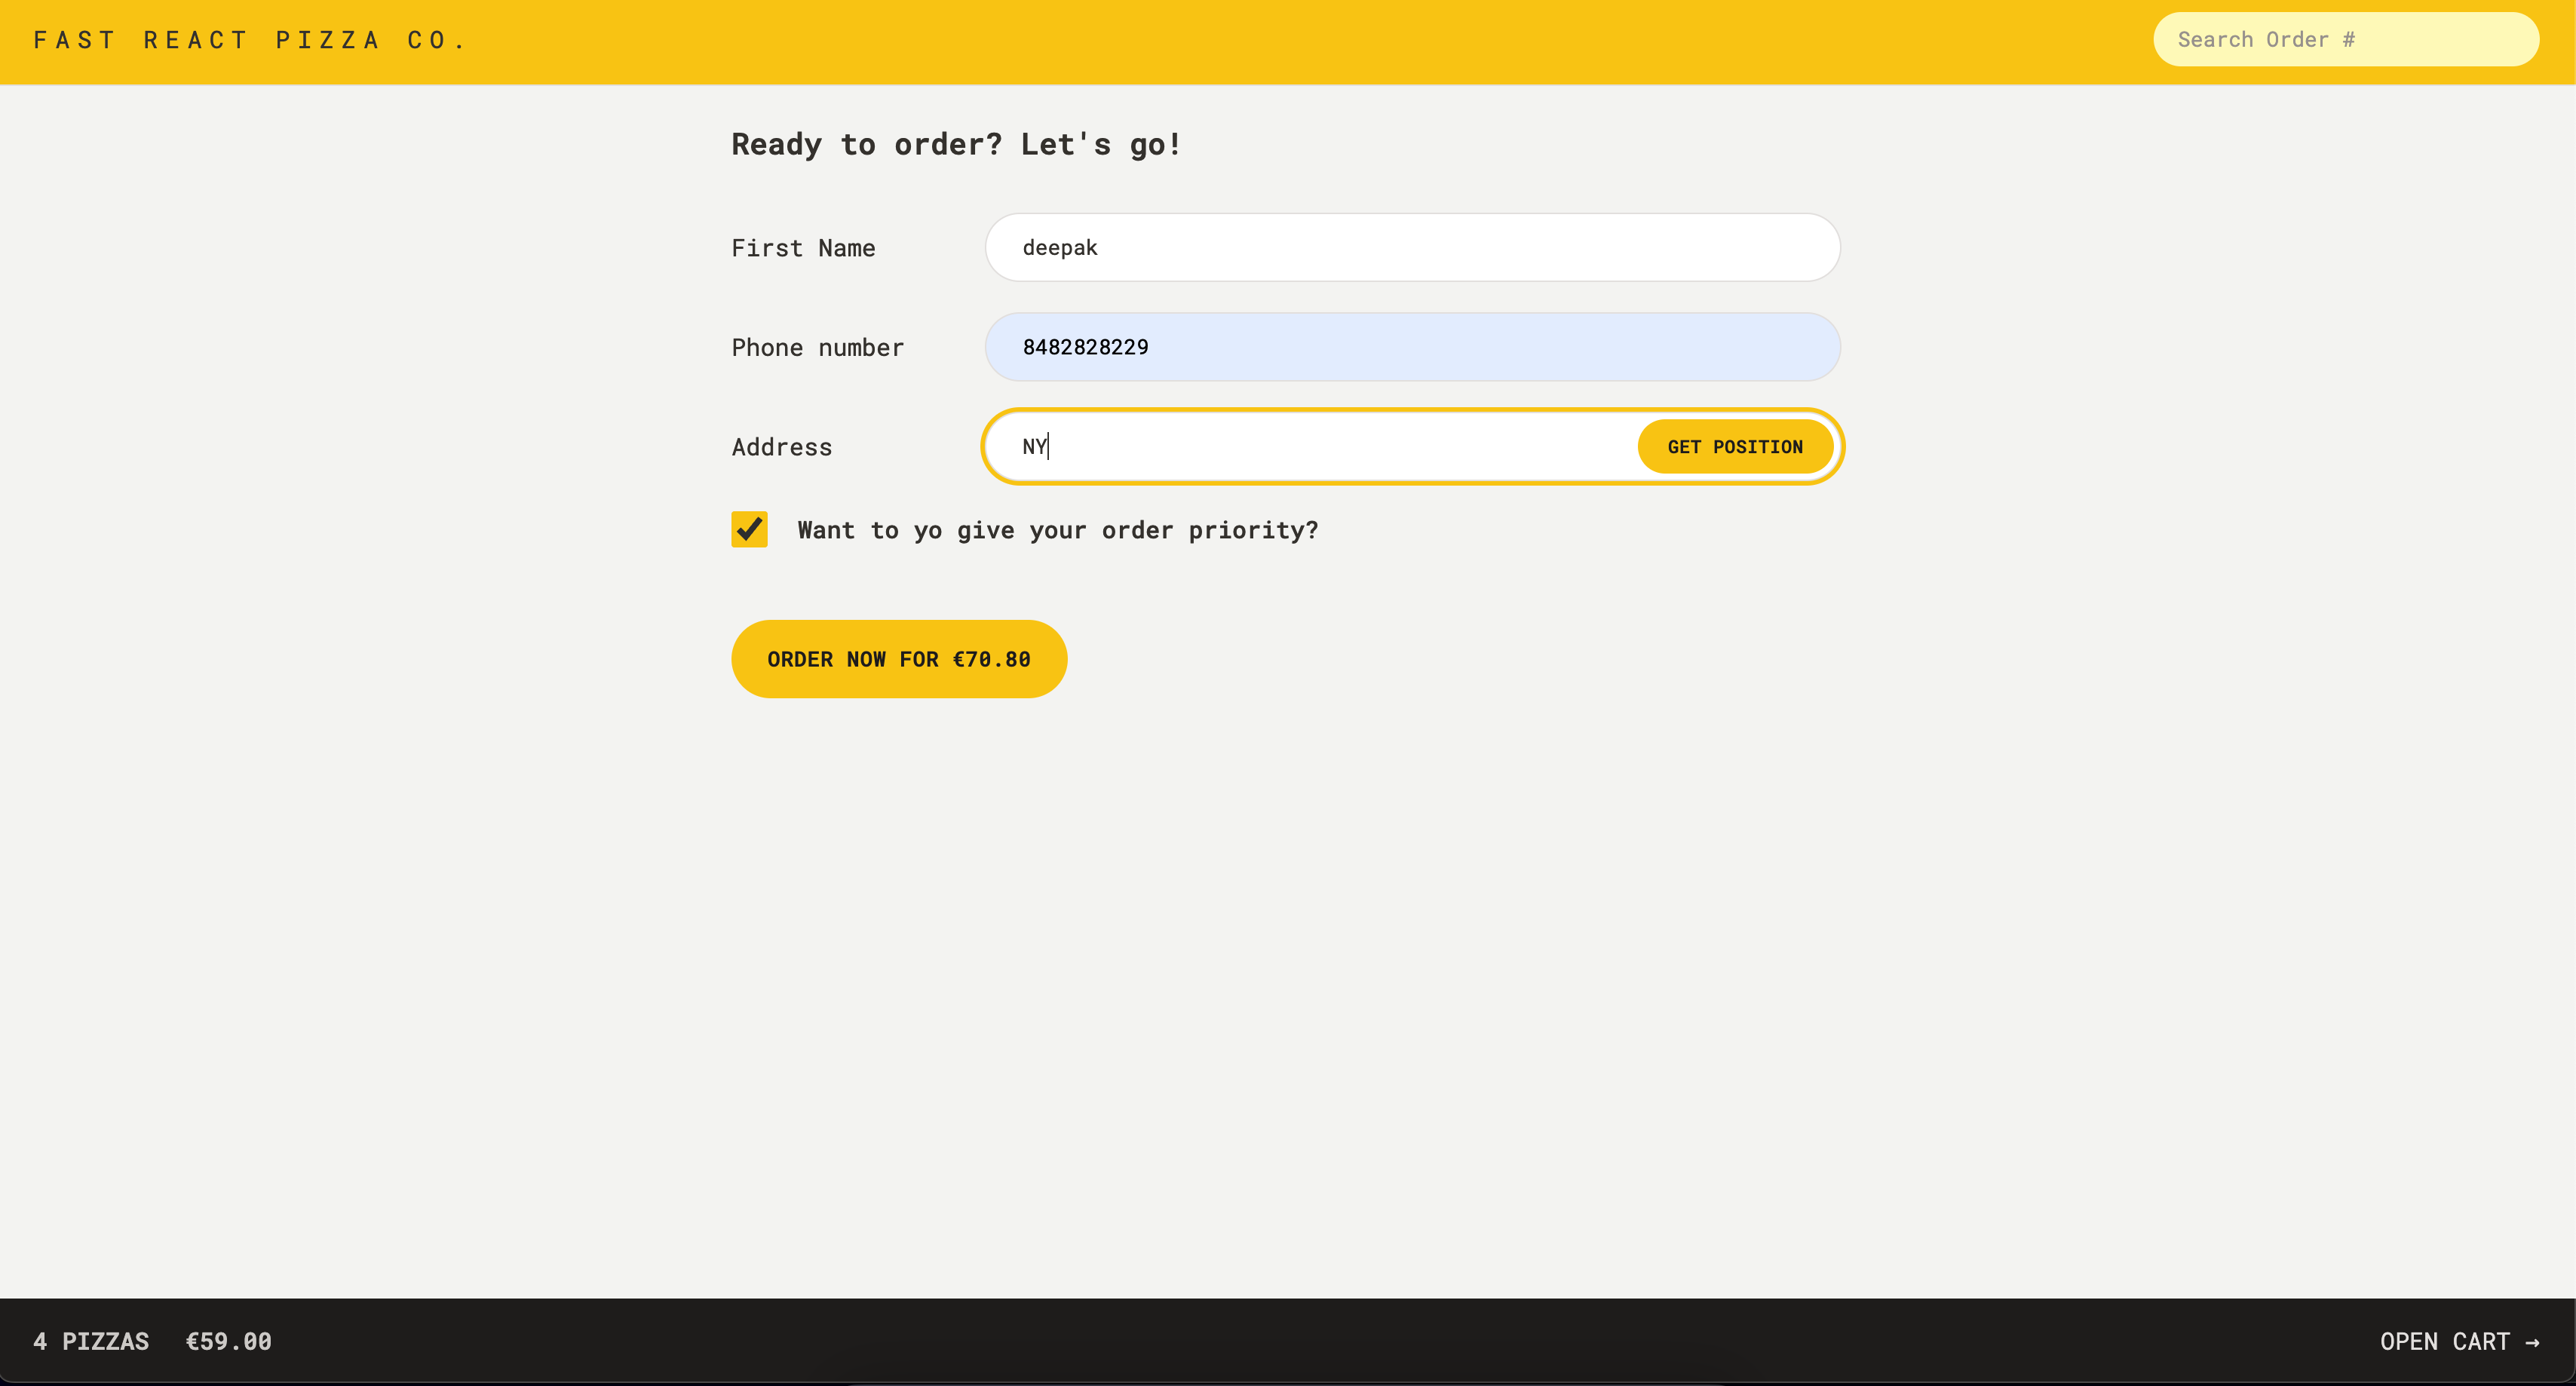 FAST REACT PIZZA CO.
Search Order #
Ready to order? Let's go!
First Name
deepak
Phone number
8482828229
Address
NY
GET POSITION
Want to yo give your order priority?
ORDER NOW FOR €70.80
4 PIZZAS €59.00
OPEN CART →